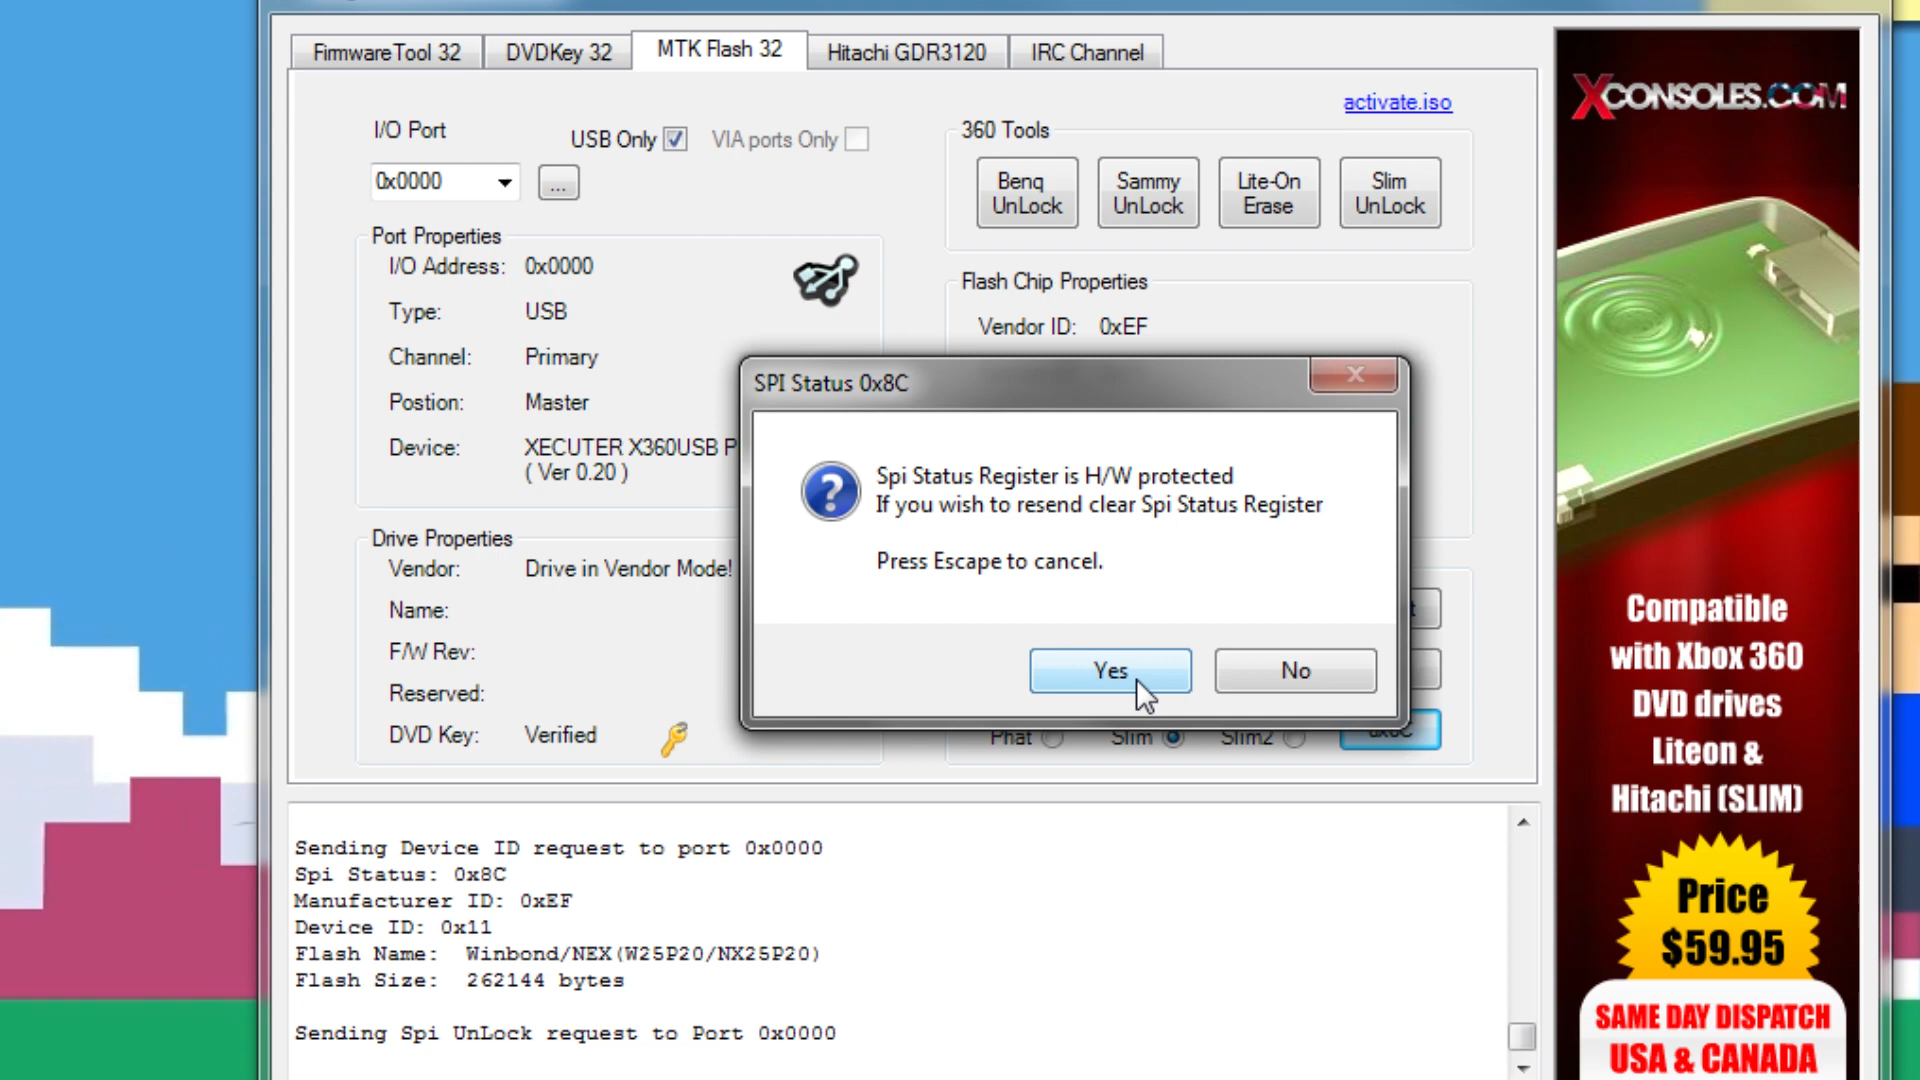 FirmwareTool 32
DVDKey 32
MTK Flash 32
Hitachi GDR3120
IRC Channel
activate.iso
I/O Port
USB Only
VIA ports Only
0x0000
...
Port Properties
I/O Address: 0x0000
Type: USB
Channel: Primary
Postion: Master
Device: XECUTER X360USB P
( Ver 0.20 )
Drive Properties
Vendor: Drive in Vendor Mode!
Name:
F/W Rev:
Reserved:
DVD Key: Verified
360 Tools
Benq
UnLock
Sammy
UnLock
Lite-On
Erase
Slim
UnLock
Flash Chip Properties
Vendor ID: 0xEF
SPI Status 0x8C
X
Spi Status Register is H/W protected
If you wish to resend clear Spi Status Register
Press Escape to cancel.
Yes
No
Phat
Slim
Slim2
Sending Device ID request to port 0x0000
Spi Status: 0x8C
Manufacturer ID: 0xEF
Device ID: 0x11
Flash Name: Winbond/NEX(W25P20/NX25P20)
Flash Size: 262144 bytes
Sending Spi UnLock request to Port 0x0000
XCONSOLES.COM
Compatible
with Xbox 360
DVD drives
Liteon &
Hitachi (SLIM)
Price
$59.95
SAME DAY DISPATCH
USA & CANADA